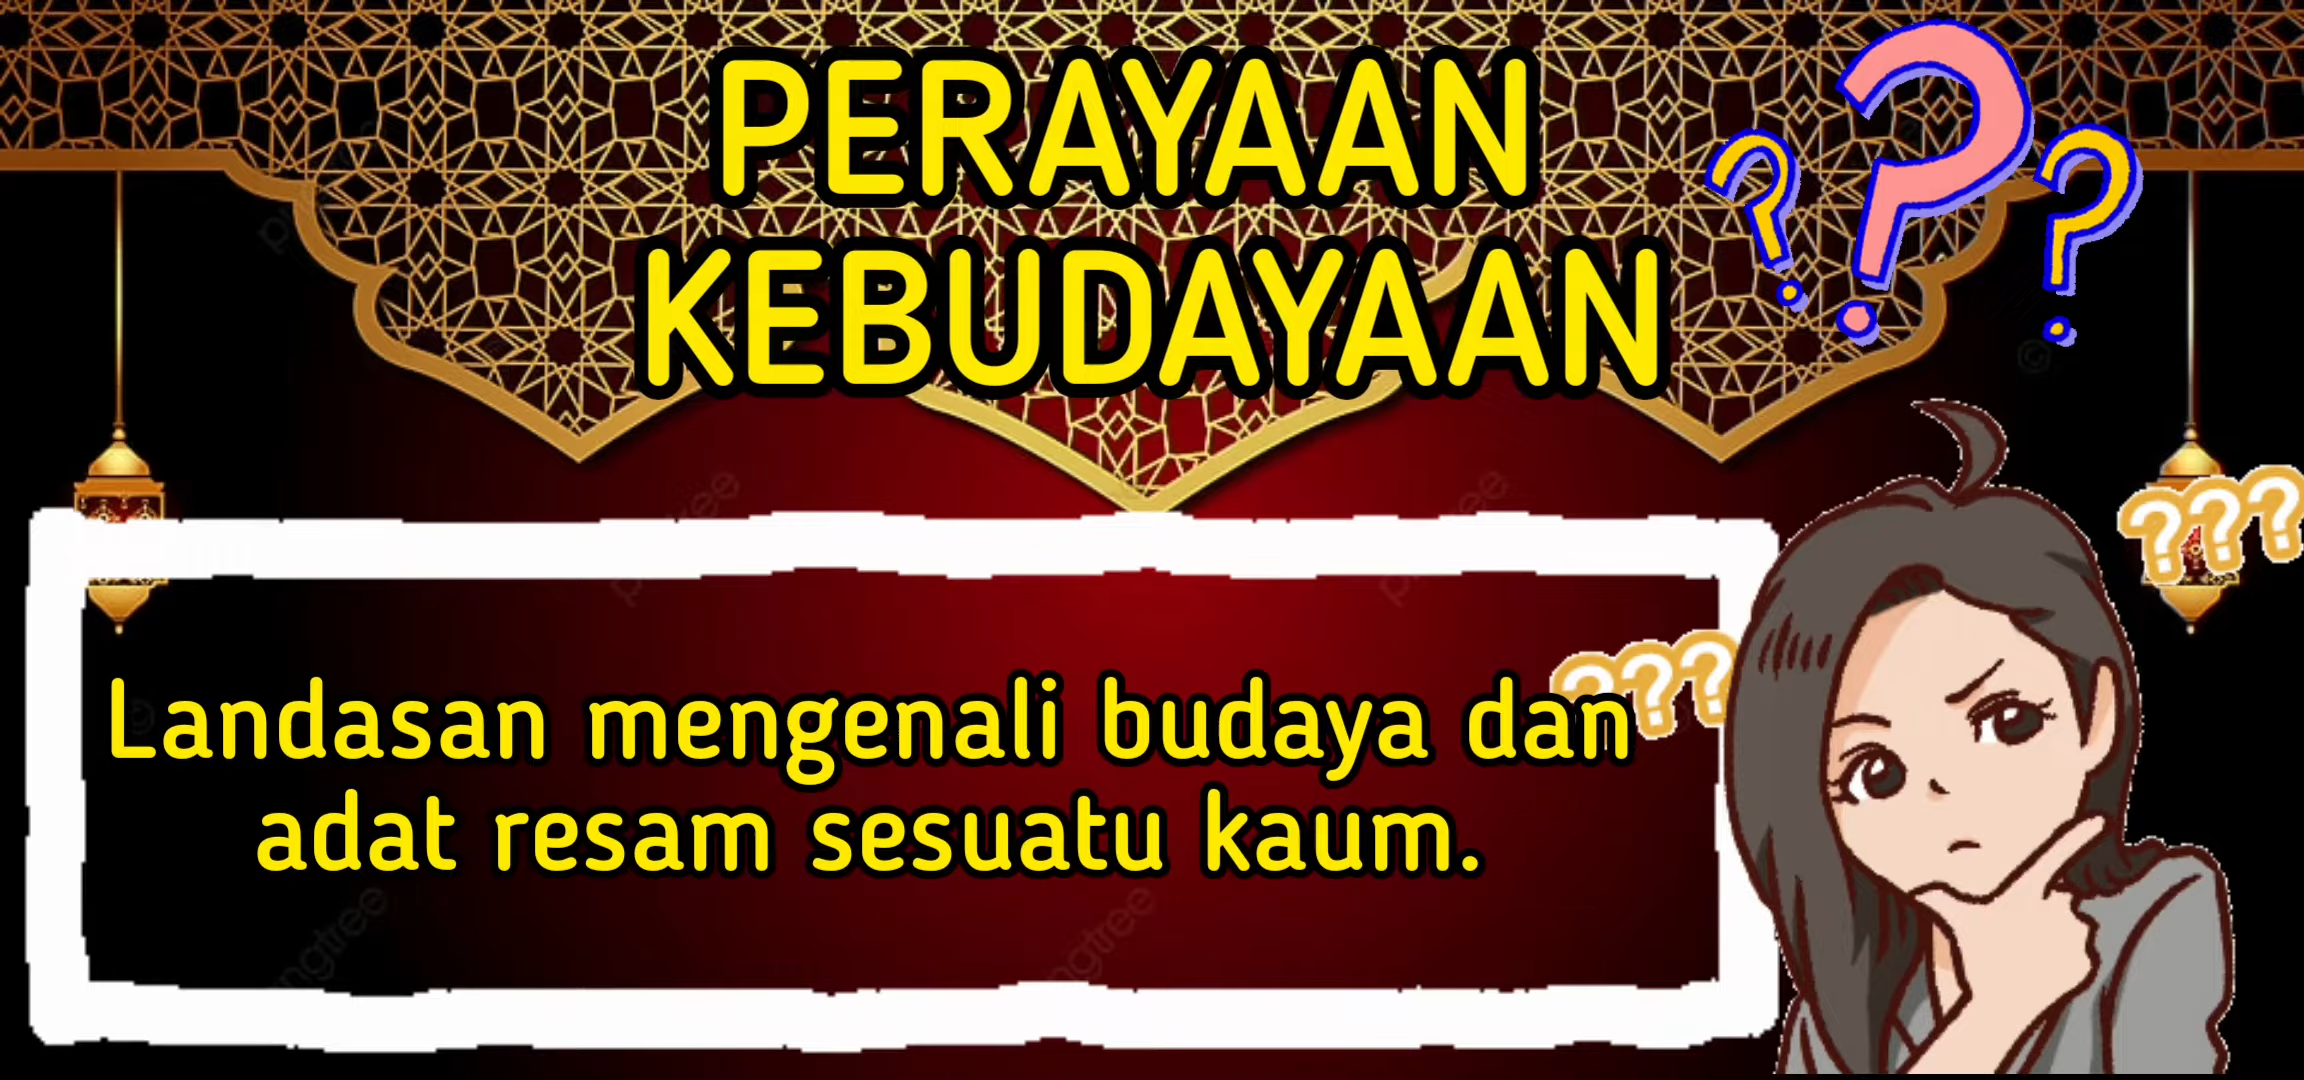 PERAYAAN
KEBUDAYAAN
???
???
???
Landasan mengenali budaya dan
adat resam sesuatu kaum.